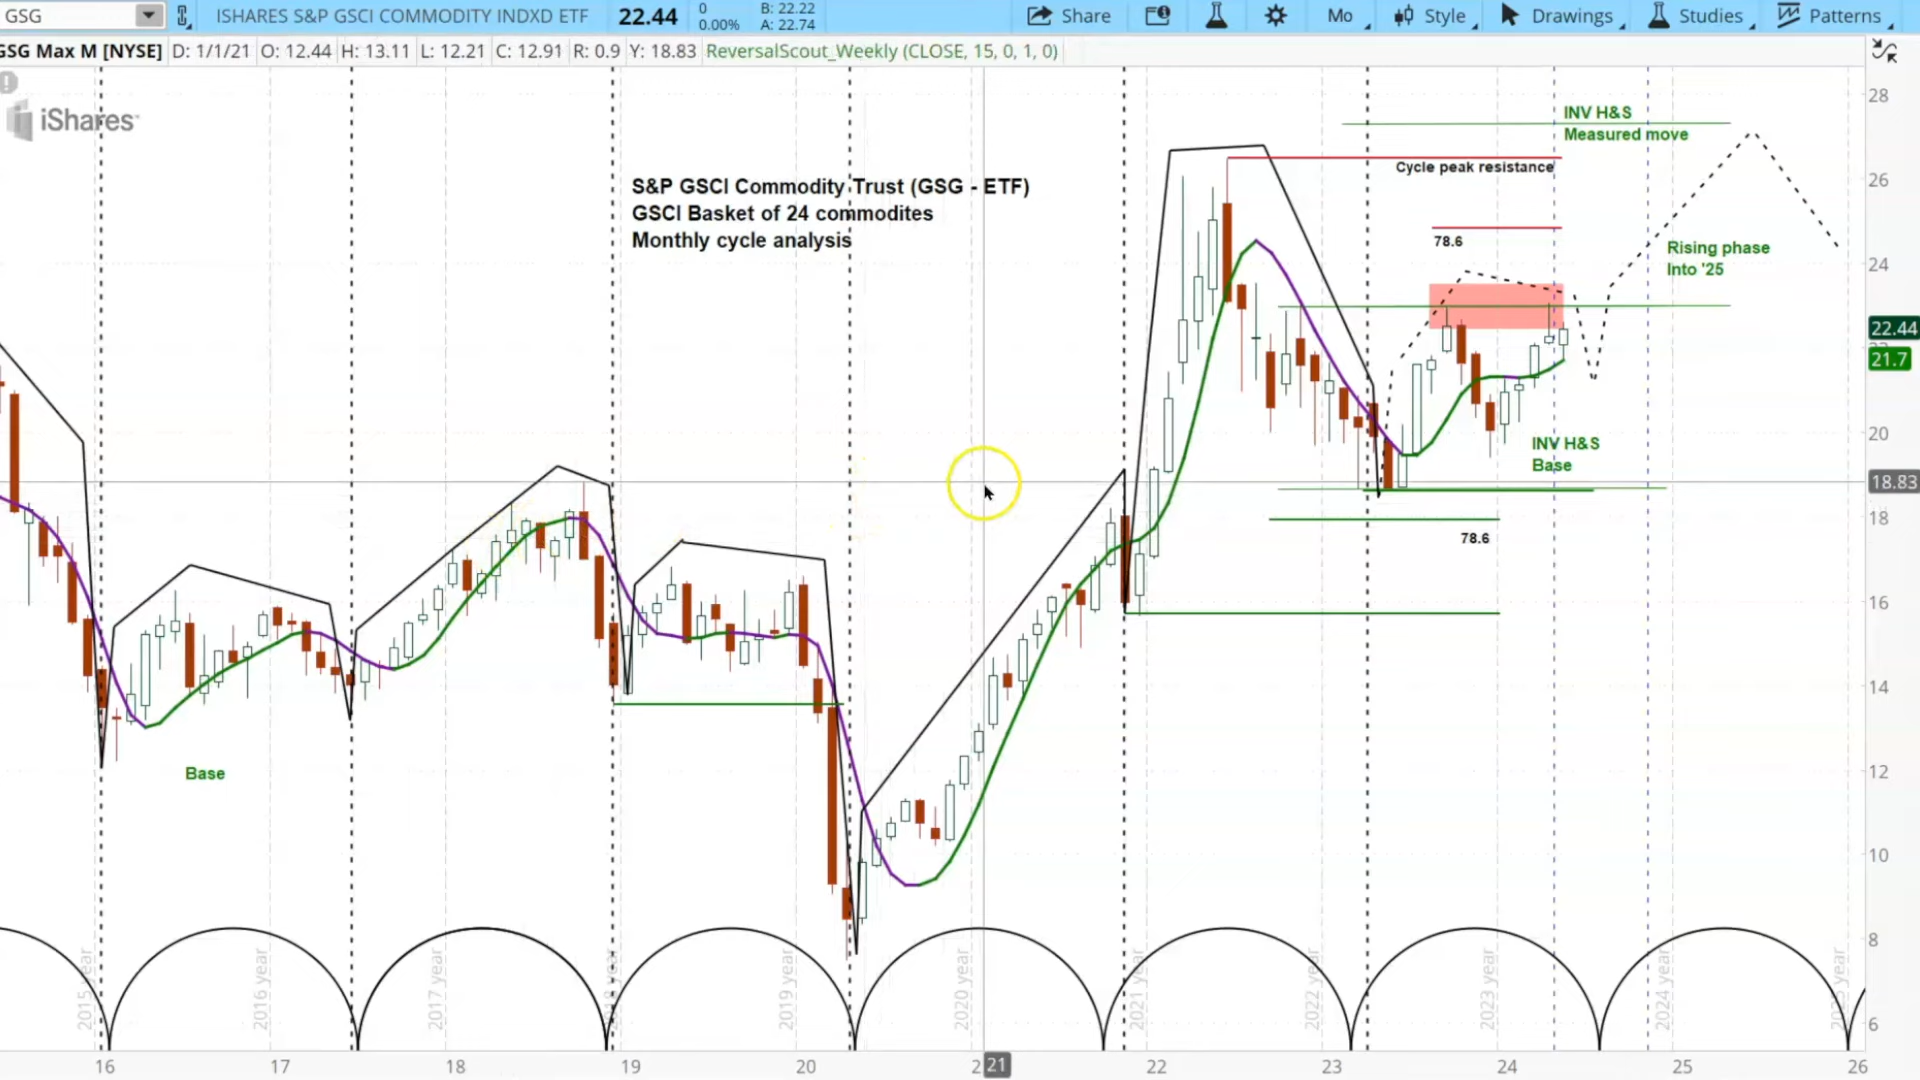 GSG
ISHARES S&P GSCI COMMODITY INDXD ETF
22.44
0
0.00%
B: 22.22
A: 22.74
Share
Mo
Style
Drawings
Studies
Patterns
GSG Max M [NYSE]
D: 1/1/21
O: 12.44
H: 13.11
L: 12.21
C: 12.91
R: 0.9
Y: 18.83
ReversalScout_Weekly (CLOSE, 15, 0, 1, 0)
iShares
S&P GSCI Commodity Trust (GSG - ETF)
GSCI Basket of 24 commodites
Monthly cycle analysis
INV H&S
Measured move
Cycle peak resistance
78.6
Rising phase
Into '25
INV H&S
Base
78.6
Base
28
26
24
22.44
21.7
20
18.83
18
16
14
12
10
8
6
2015 year
2016 year
2017 year
2018 year
2019 year
2020 year
2021 year
2022 year
2023 year
2024 year
2025 year
16
17
18
19
20
21
22
23
24
25
26